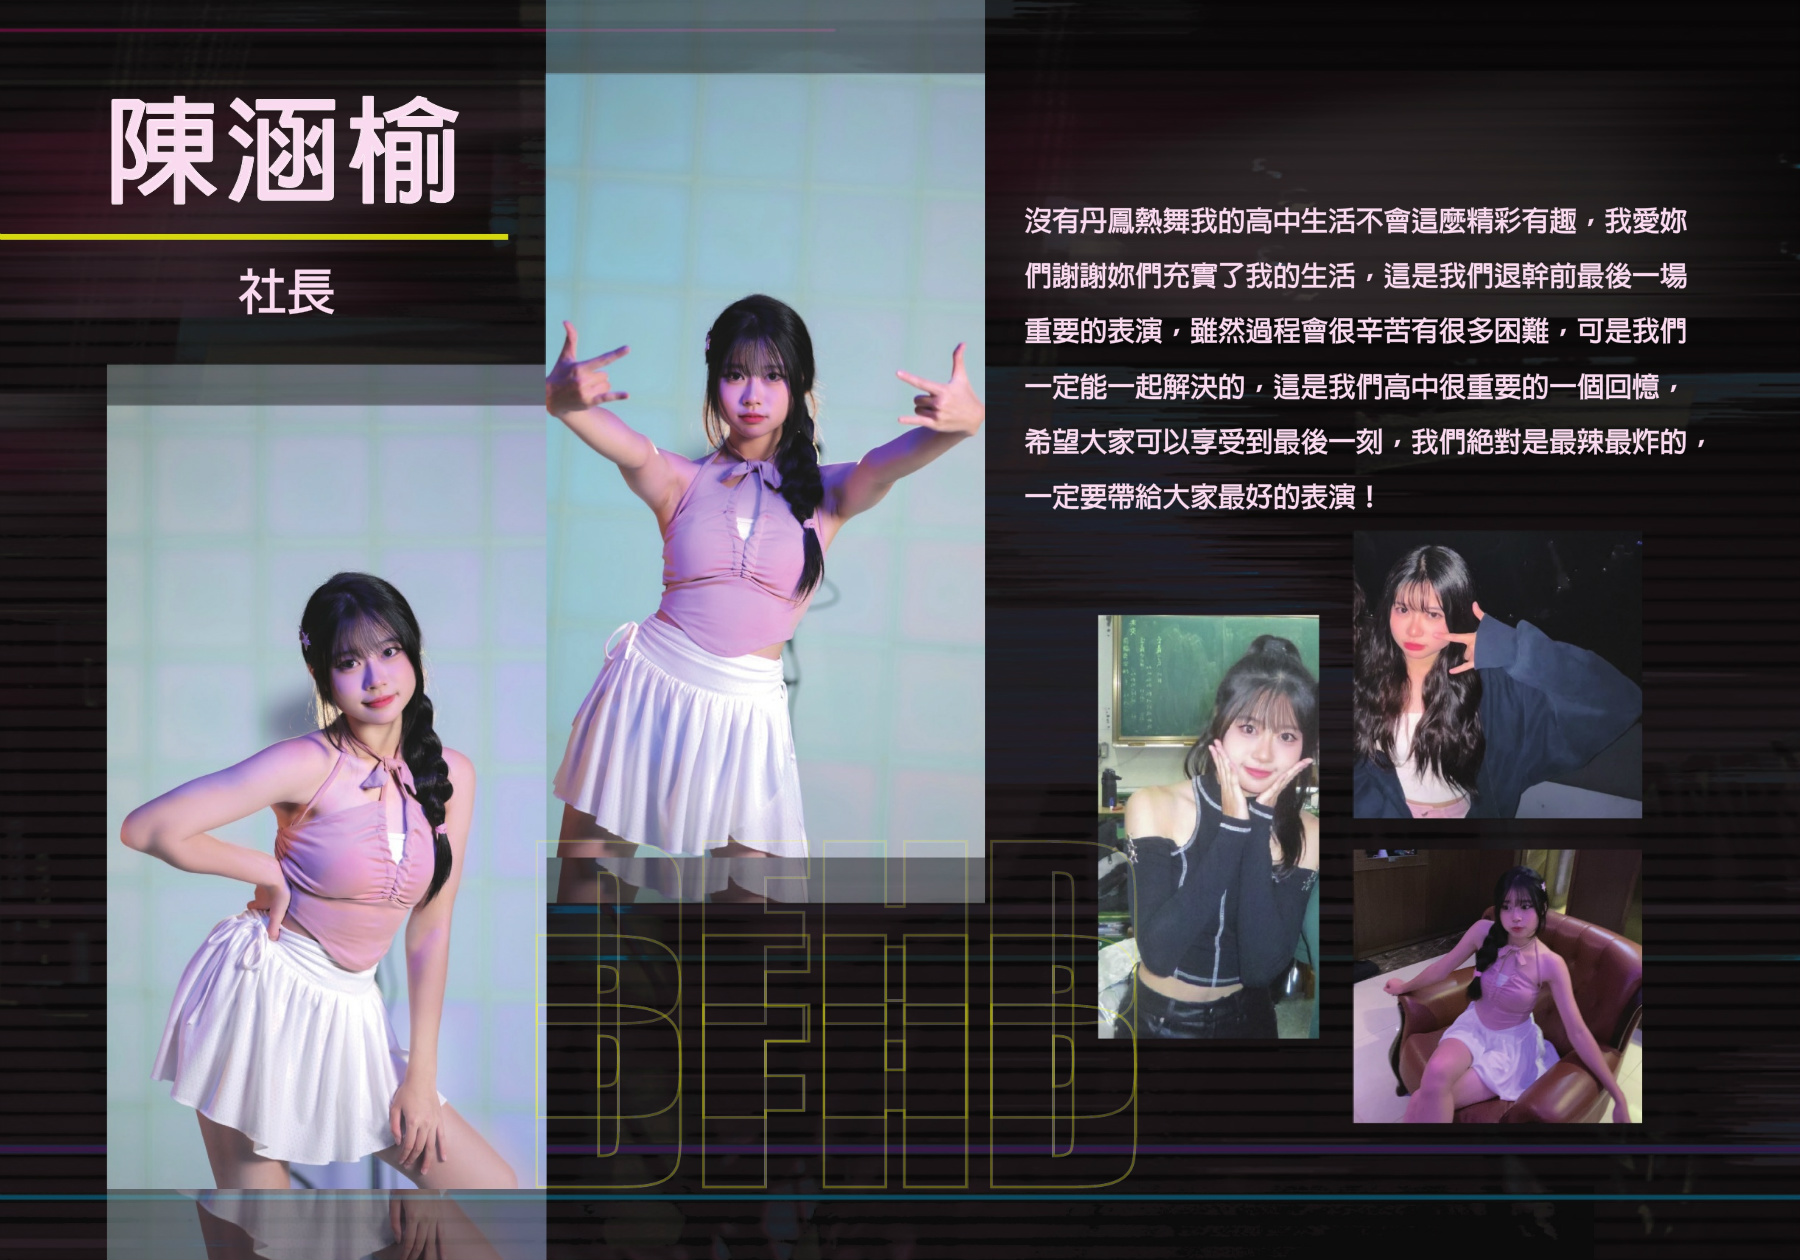 陳涵榆
社長
沒有丹鳳熱舞我的高中生活不會這麼精彩有趣，我愛妳
們謝謝妳們充實了我的生活，這是我們退幹前最後一場
重要的表演，雖然過程會很辛苦有很多困難，可是我們
一定能一起解決的，這是我們高中很重要的一個回憶，
希望大家可以享受到最後一刻，我們絕對是最辣最炸的，
一定要帶給大家最好的表演！
DFHD
DFHD